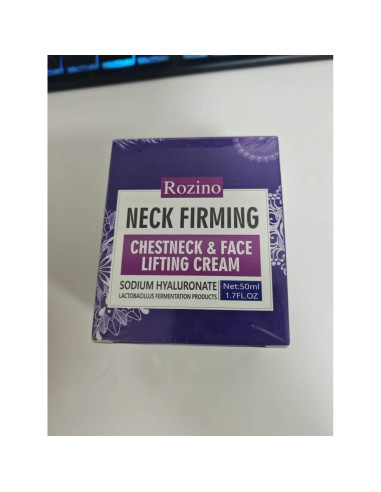 Rozino
NECK FIRMING
CHESTNECK & FACE
LIFTING CREAM
SODIUM HYALURONATE
LACTOBACILLUS FERMENTATION PRODUCTS
Net:50ml
1.7FL.OZ